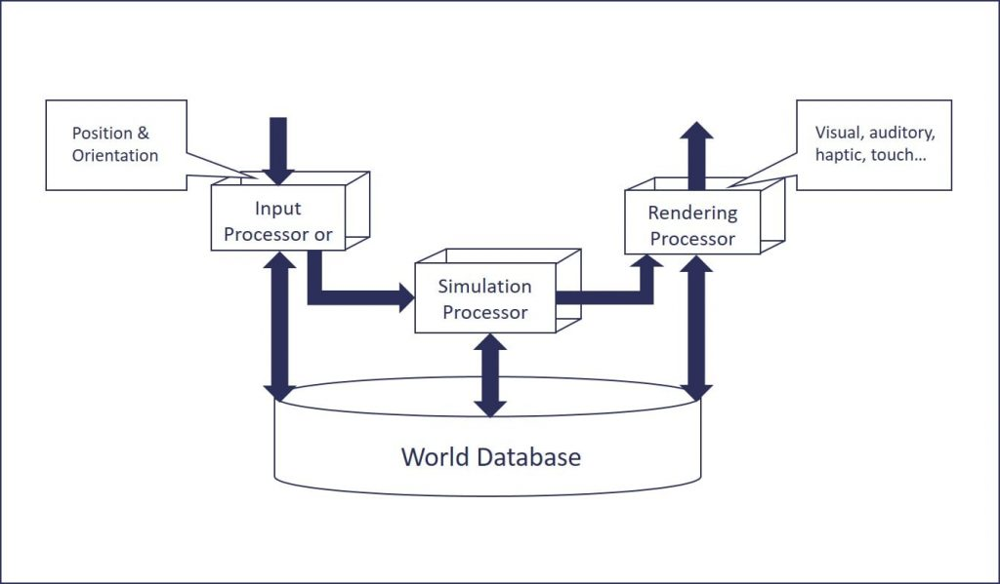 Position &
Orientation
Visual, auditory,
haptic, touch...
Input
Processor or
Rendering
Processor
Simulation
Processor
World Database